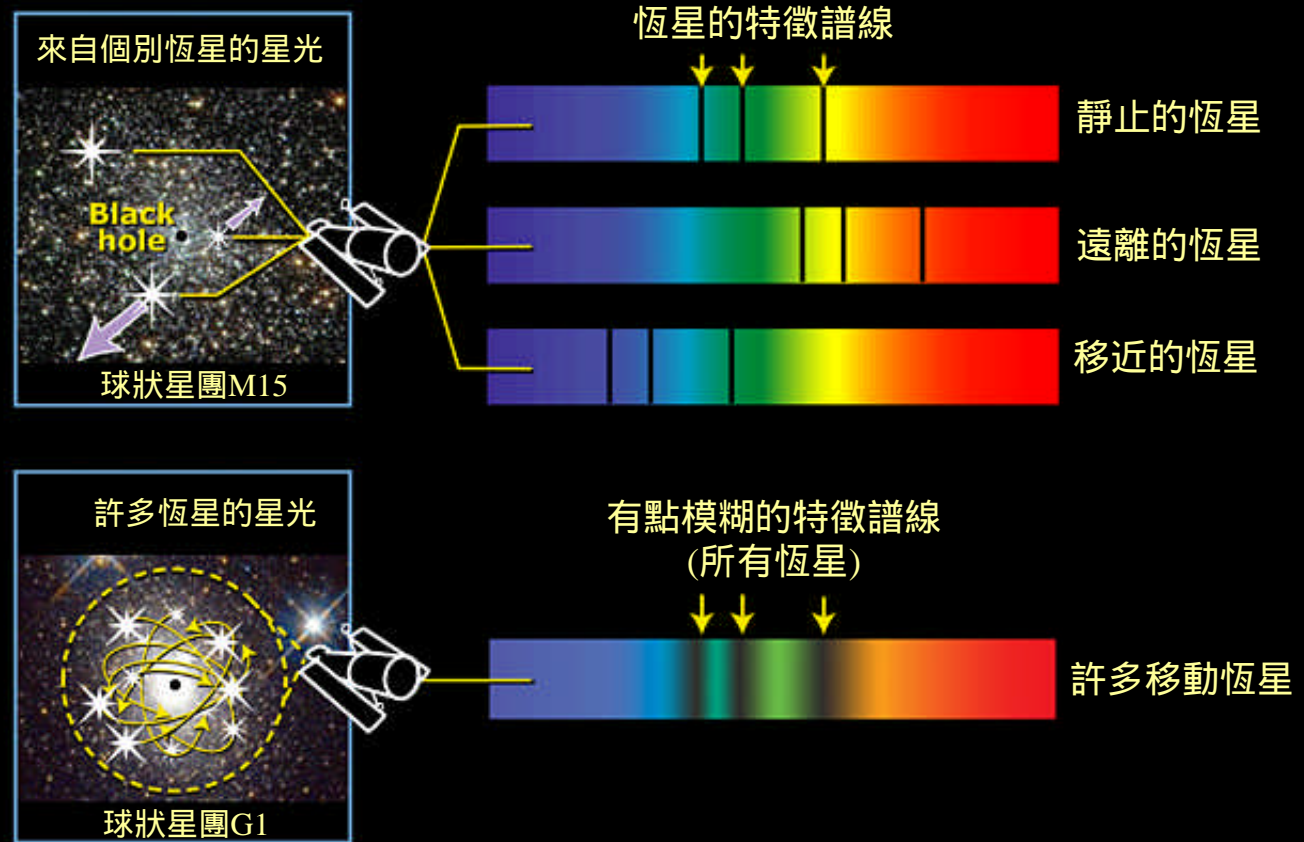 來自個別恆星的星光
Black
hole
球狀星團M15
恆星的特徵譜線
靜止的恆星
遠離的恆星
移近的恆星
許多恆星的星光
球狀星團G1
有點模糊的特徵譜線
(所有恆星)
許多移動恆星